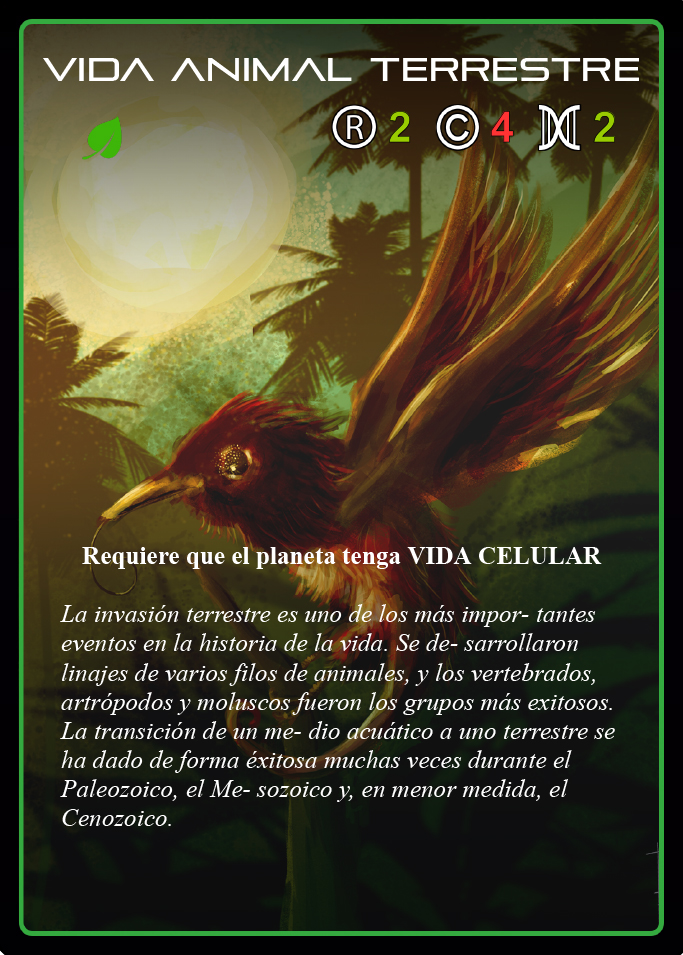 VIDA ANIMAL TERRESTRE
Ⓡ 2 Ⓒ 4 2
Requiere que el planeta tenga VIDA CELULAR
La invasión terrestre es uno de los más impor- tantes
eventos en la historia de la vida. Se de- sarrollaron
linajes de varios filos de animales, y los vertebrados,
artrópodos y moluscos fueron los grupos más exitosos.
La transición de un me- dio acuático a uno terrestre se
ha dado de forma éxitosa muchas veces durante el
Paleozoico, el Me- sozoico y, en menor medida, el
Cenozoico.